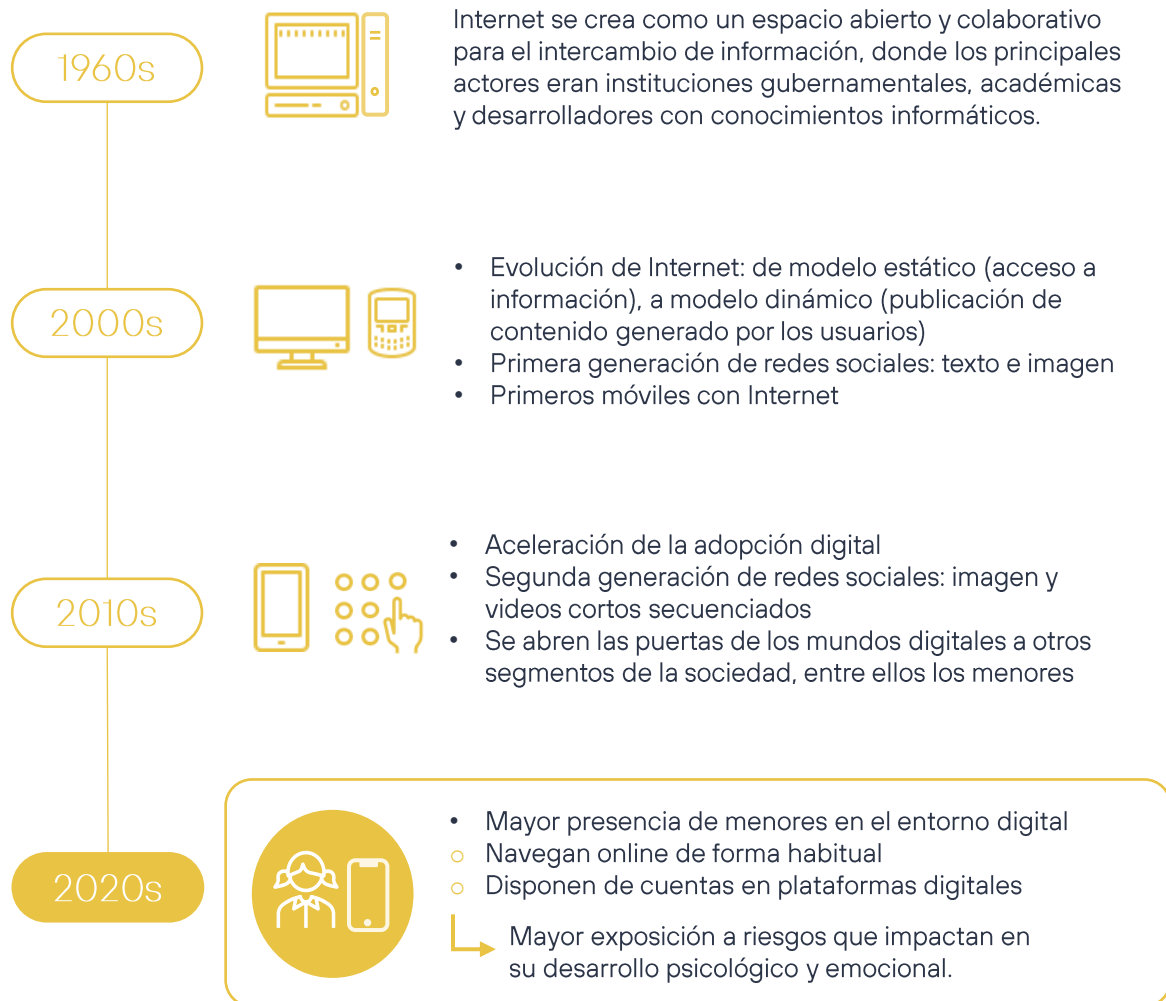 1960s
Internet se crea como un espacio abierto y colaborativo
para el intercambio de información, donde los principales
actores eran instituciones gubernamentales, académicas
y desarrolladores con conocimientos informáticos.
2000s
• Evolución de Internet: de modelo estático (acceso a
información), a modelo dinámico (publicación de
contenido generado por los usuarios)
• Primera generación de redes sociales: texto e imagen
• Primeros móviles con Internet
2010s
• Aceleración de la adopción digital
• Segunda generación de redes sociales: imagen y
videos cortos secuenciados
• Se abren las puertas de los mundos digitales a otros
segmentos de la sociedad, entre ellos los menores
2020s
• Mayor presencia de menores en el entorno digital
○ Navegan online de forma habitual
○ Disponen de cuentas en plataformas digitales
Mayor exposición a riesgos que impactan en
su desarrollo psicológico y emocional.